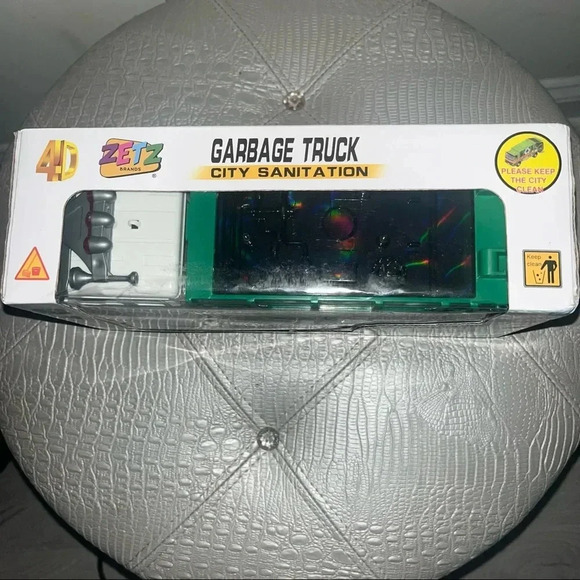 4D
ZETZ
BRANDS
®
GARBAGE TRUCK
CITY SANITATION
PLEASE KEEP
THE CITY
CLEAN
Keep
clean